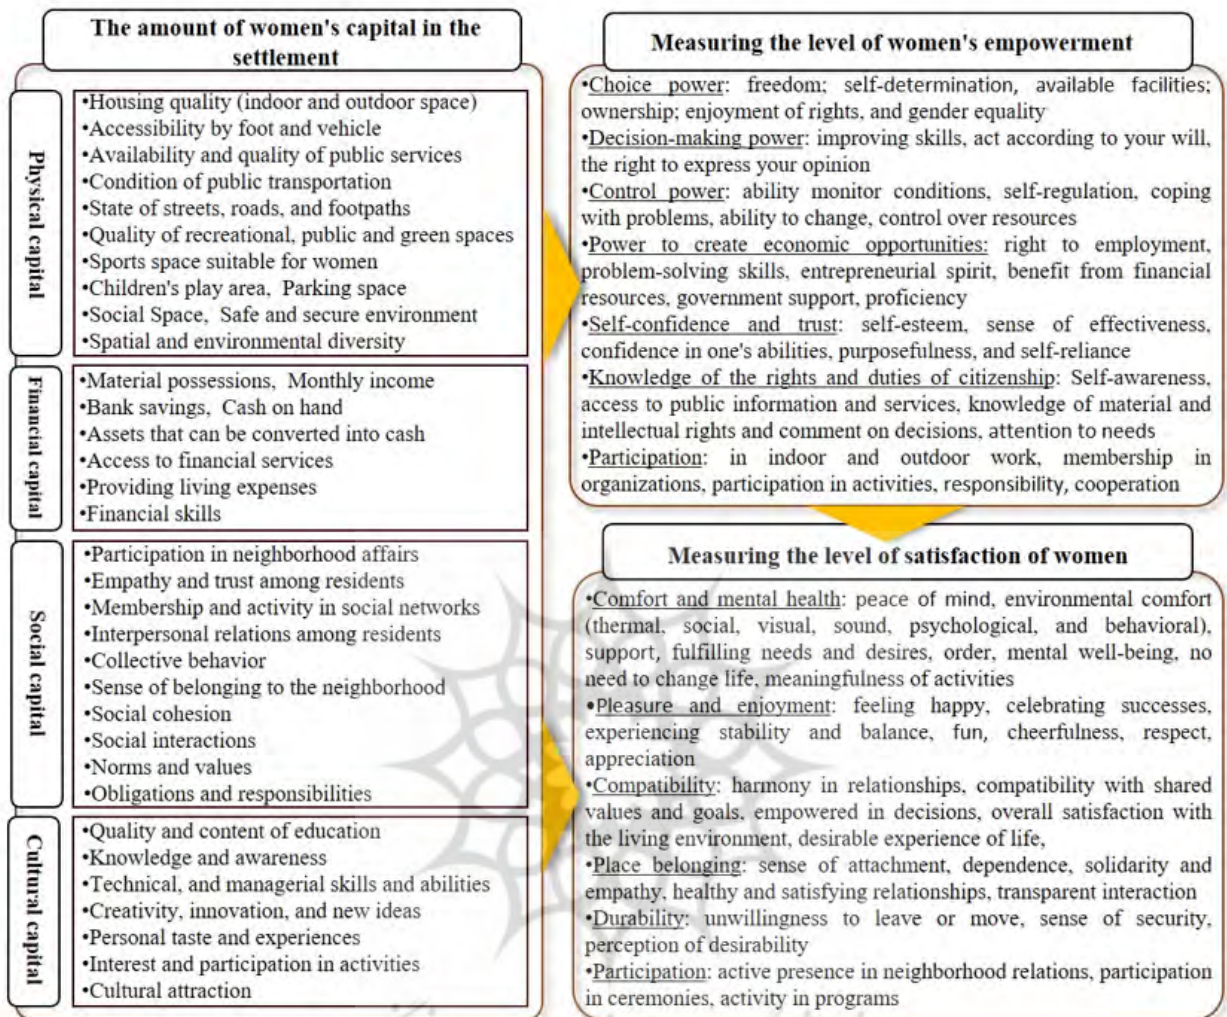 The amount of women's capital in the
settlement
Physical capital
•Housing quality (indoor and outdoor space)
•Accessibility by foot and vehicle
•Availability and quality of public services
•Condition of public transportation
•State of streets, roads, and footpaths
•Quality of recreational, public and green spaces
•Sports space suitable for women
•Children's play area, Parking space
•Social Space, Safe and secure environment
•Spatial and environmental diversity
Financial capital
•Material possessions, Monthly income
•Bank savings, Cash on hand
•Assets that can be converted into cash
•Access to financial services
•Providing living expenses
•Financial skills
Social capital
•Participation in neighborhood affairs
•Empathy and trust among residents
•Membership and activity in social networks
•Interpersonal relations among residents
•Collective behavior
•Sense of belonging to the neighborhood
•Social cohesion
•Social interactions
•Norms and values
•Obligations and responsibilities
Cultural capital
•Quality and content of education
•Knowledge and awareness
•Technical, and managerial skills and abilities
•Creativity, innovation, and new ideas
•Personal taste and experiences
•Interest and participation in activities
•Cultural attraction
Measuring the level of women's empowerment
•Choice power: freedom; self-determination, available facilities;
ownership; enjoyment of rights, and gender equality
•Decision-making power: improving skills, act according to your will,
the right to express your opinion
•Control power: ability monitor conditions, self-regulation, coping
with problems, ability to change, control over resources
•Power to create economic opportunities: right to employment,
problem-solving skills, entrepreneurial spirit, benefit from financial
resources, government support, proficiency
•Self-confidence and trust: self-esteem, sense of effectiveness,
confidence in one's abilities, purposefulness, and self-reliance
•Knowledge of the rights and duties of citizenship: Self-awareness,
access to public information and services, knowledge of material and
intellectual rights and comment on decisions, attention to needs
•Participation: in indoor and outdoor work, membership in
organizations, participation in activities, responsibility, cooperation
Measuring the level of satisfaction of women
•Comfort and mental health: peace of mind, environmental comfort
(thermal, social, visual, sound, psychological, and behavioral),
support, fulfilling needs and desires, order, mental well-being, no
need to change life, meaningfulness of activities
•Pleasure and enjoyment: feeling happy, celebrating successes,
experiencing stability and balance, fun, cheerfulness, respect,
appreciation
•Compatibility: harmony in relationships, compatibility with shared
values and goals, empowered in decisions, overall satisfaction with
the living environment, desirable experience of life,
•Place belonging: sense of attachment, dependence, solidarity and
empathy, healthy and satisfying relationships, transparent interaction
•Durability: unwillingness to leave or move, sense of security,
perception of desirability
•Participation: active presence in neighborhood relations, participation
in ceremonies, activity in programs